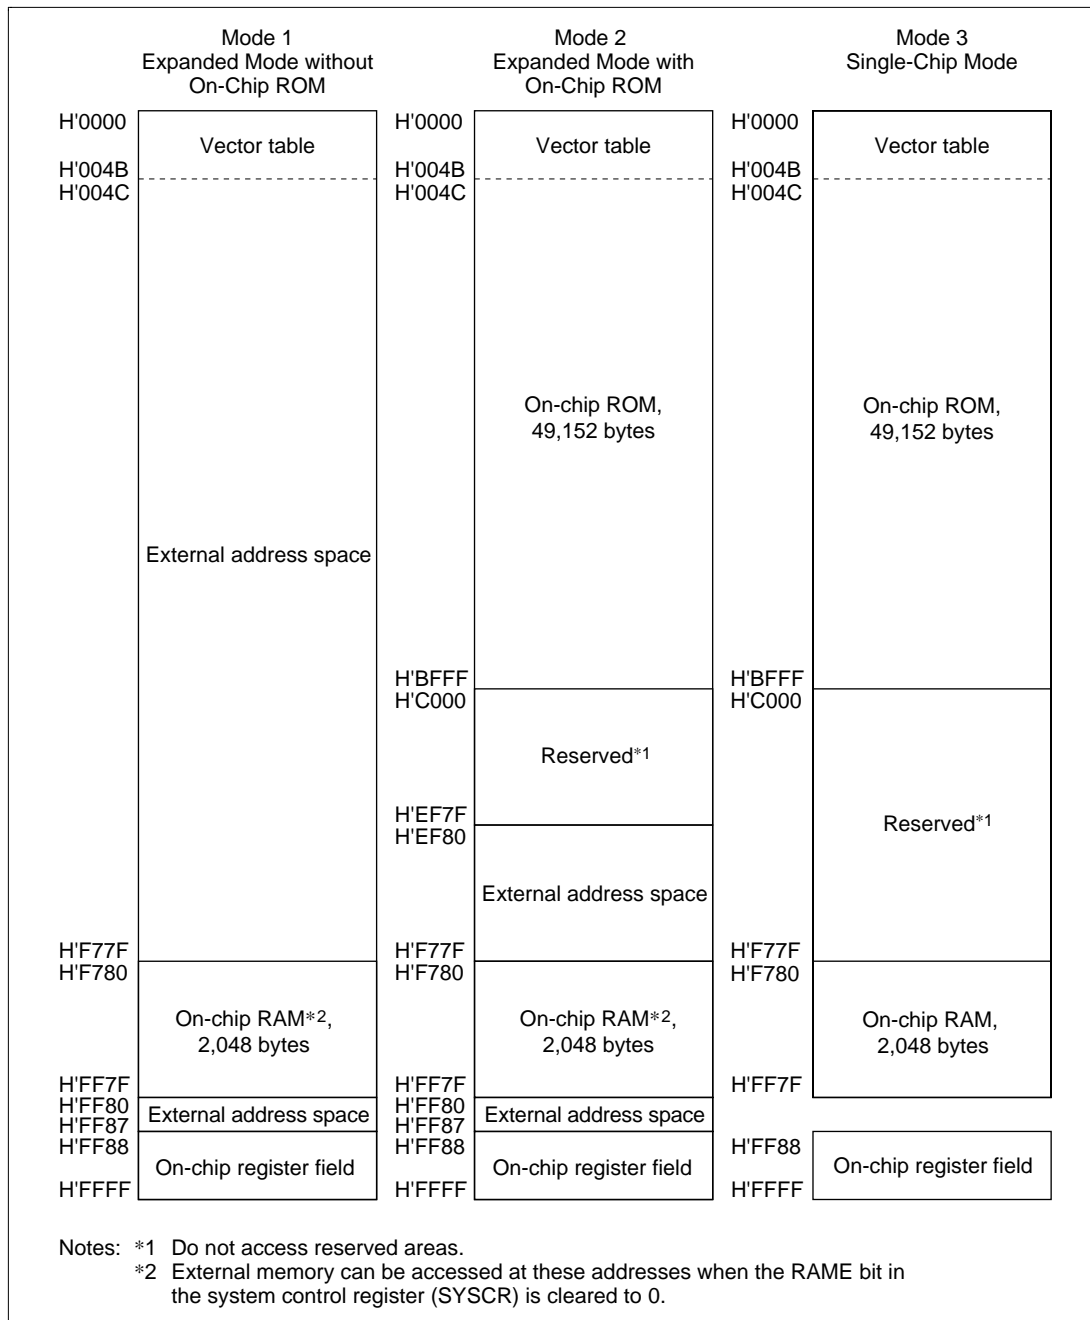 Mode 1
Expanded Mode without
On-Chip ROM
H'0000
Vector table
H'004B
H'004C
External address space
H'F77F
H'F780
On-chip RAM*2,
2,048 bytes
H'FF7F
H'FF80
External address space
H'FF87
H'FF88
On-chip register field
H'FFFF
Mode 2
Expanded Mode with
On-Chip ROM
H'0000
Vector table
H'004B
H'004C
On-chip ROM,
49,152 bytes
H'BFFF
H'C000
Reserved*1
H'EF7F
H'EF80
External address space
H'F77F
H'F780
On-chip RAM*2,
2,048 bytes
H'FF7F
H'FF80
External address space
H'FF87
H'FF88
On-chip register field
H'FFFF
Mode 3
Single-Chip Mode
H'0000
Vector table
H'004B
H'004C
On-chip ROM,
49,152 bytes
H'BFFF
H'C000
Reserved*1
H'F77F
H'F780
On-chip RAM,
2,048 bytes
H'FF7F
H'FF88
On-chip register field
H'FFFF
Notes: *1 Do not access reserved areas.
*2 External memory can be accessed at these addresses when the RAME bit in
the system control register (SYSCR) is cleared to 0.